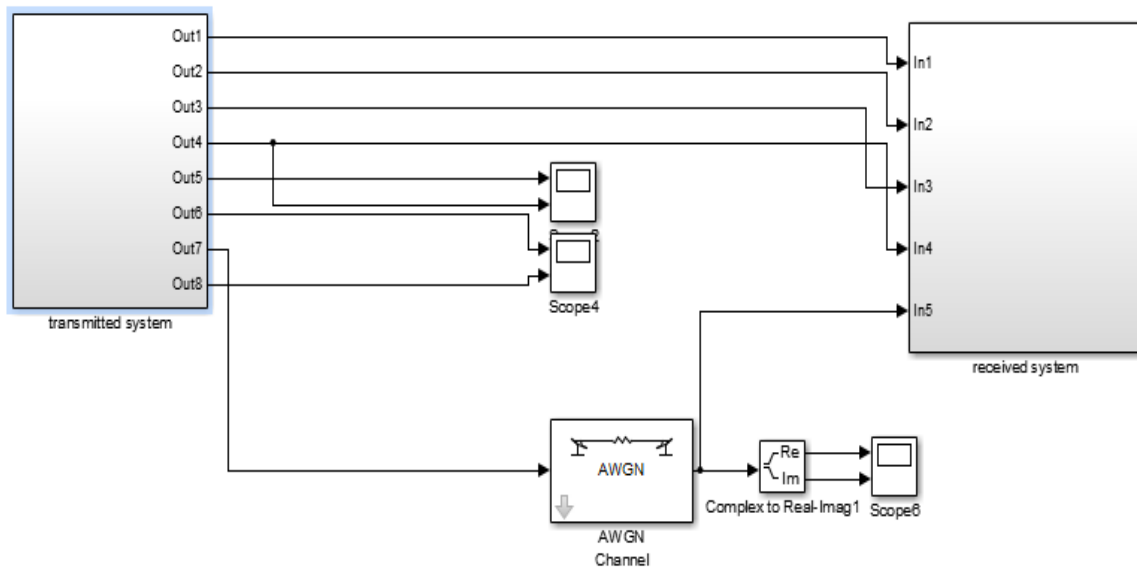 Out1
Out2
Out3
Out4
Out5
Out6
Out7
Out8
transmitted system
In1
In2
In3
In4
In5
received system
Scope4
AWGN
AWGN
Channel
Re
Im
Complex to Real-Imag1
Scope6